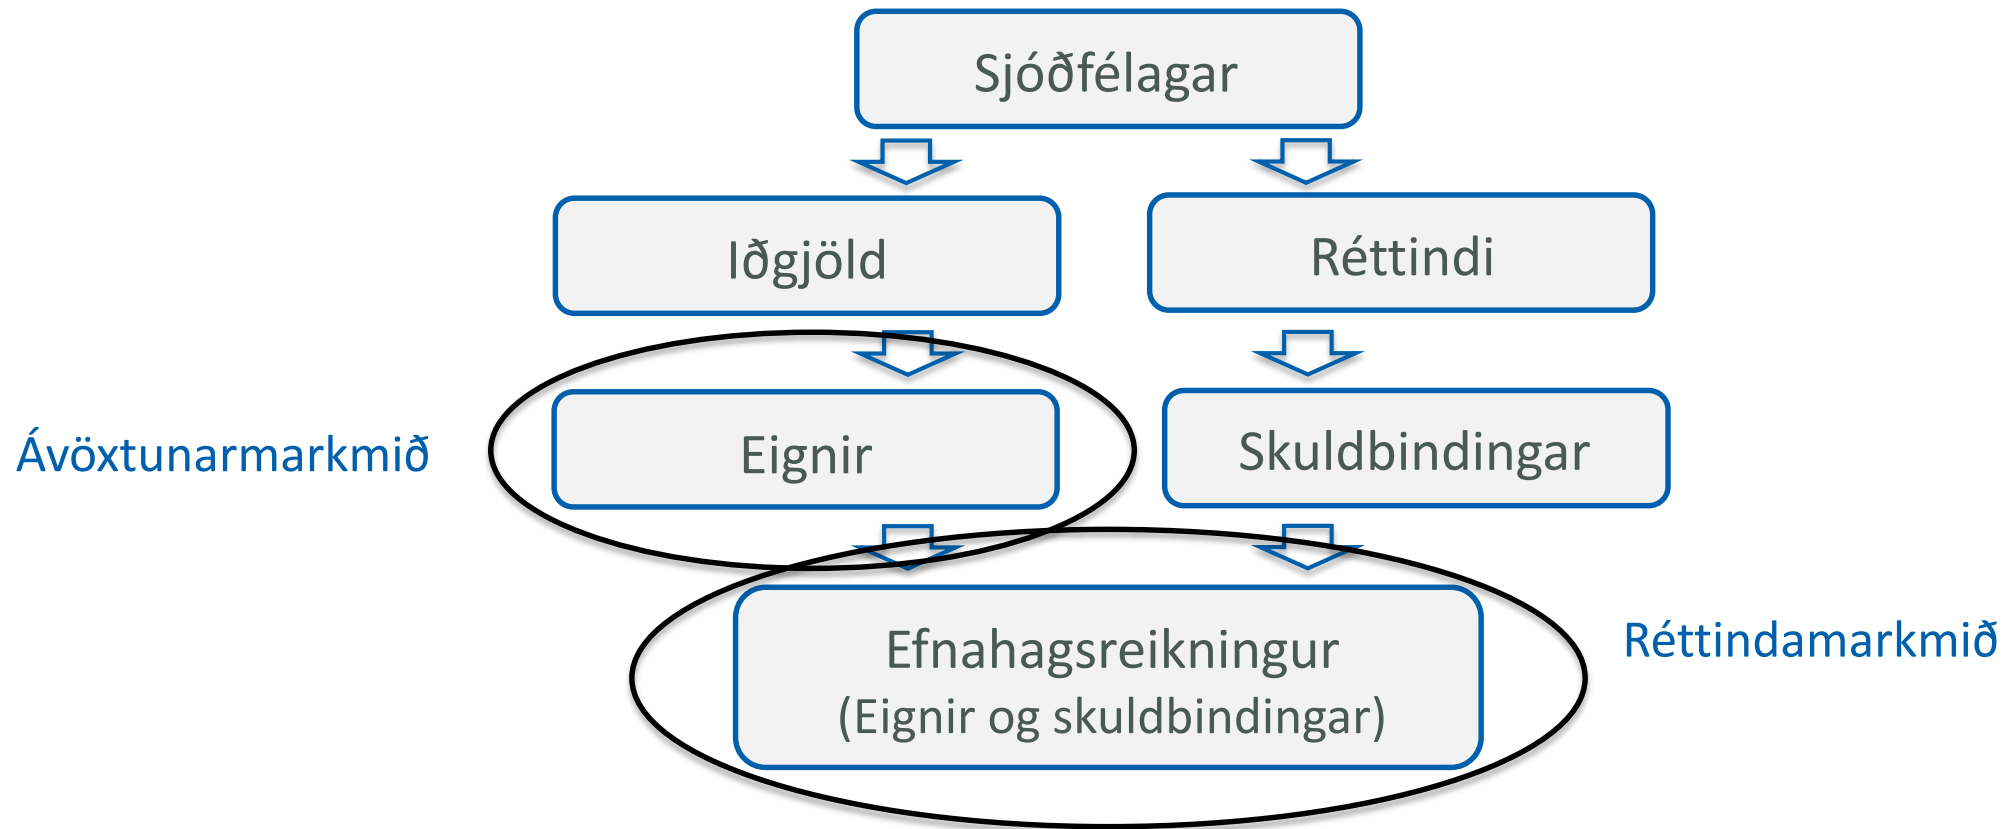 Sjóðfélagar
Iðgjöld
Réttindi
Ávöxtunarmarkmið
Eignir
Skuldbindingar
Efnahagsreikningur
(Eignir og skuldbindingar)
Réttindamarkmið